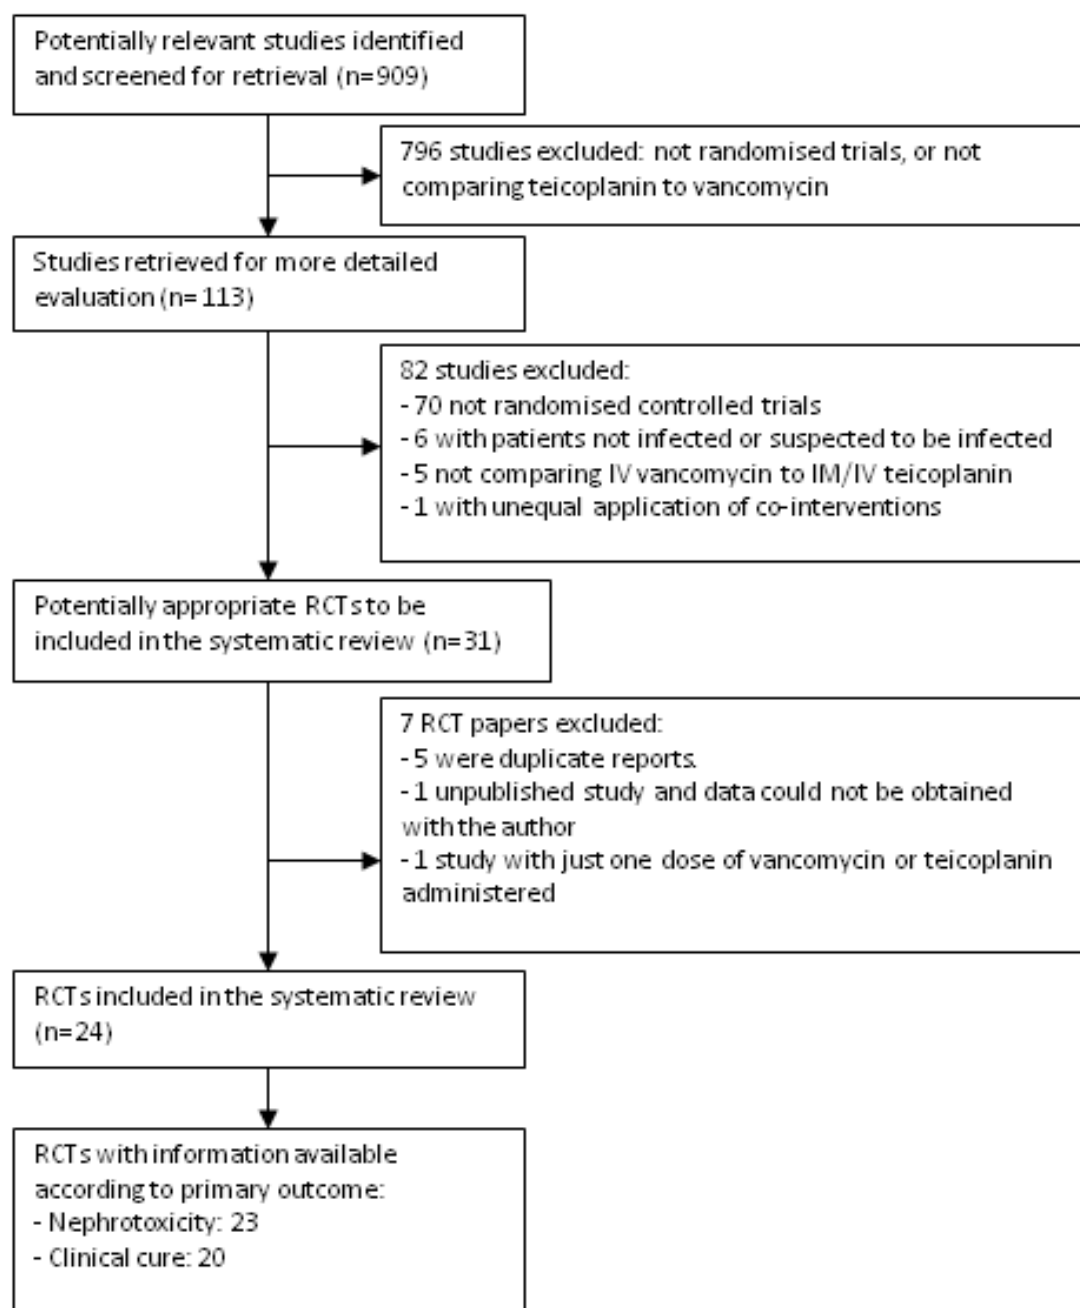 Potentially relevant studies identified
and screened for retrieval (n=909)
796 studies excluded: not randomised trials, or not
comparing teicoplanin to vancomycin
Studies retrieved for more detailed
evaluation (n=113)
82 studies excluded:
- 70 not randomised controlled trials
- 6 with patients not infected or suspected to be infected
- 5 not comparing IV vancomycin to IM/IV teicoplanin
- 1 with unequal application of co-interventions
Potentially appropriate RCTs to be
included in the systematic review (n=31)
7 RCT papers excluded:
- 5 were duplicate reports.
- 1 unpublished study and data could not be obtained
with the author
- 1 study with just one dose of vancomycin or teicoplanin
administered
RCTs included in the systematic review
(n=24)
RCTs with information available
according to primary outcome:
- Nephrotoxicity: 23
- Clinical cure: 20